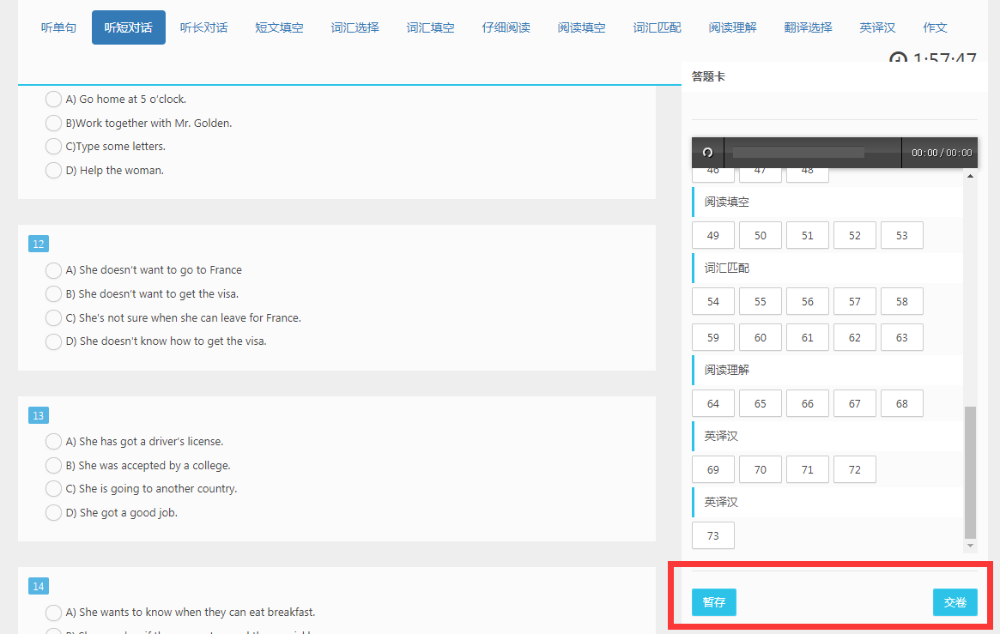 听单句 听短对话 听长对话 短文填空 词汇选择 词汇填空 仔细阅读 阅读填空 词汇匹配 阅读理解 翻译选择 英译汉 作文
1:57:47
A) Go home at 5 o'clock.
B)Work together with Mr. Golden.
C)Type some letters.
D) Help the woman.
12
A) She doesn't want to go to France
B) She doesn't want to get the visa.
C) She's not sure when she can leave for France.
D) She doesn't know how to get the visa.
13
A) She has got a driver's license.
B) She was accepted by a college.
C) She is going to another country.
D) She got a good job.
14
A) She wants to know when they can eat breakfast.
答题卡
00:00/00:00
46 47 48
阅读填空
49 50 51 52 53
词汇匹配
54 55 56 57 58
59 60 61 62 63
阅读理解
64 65 66 67 68
英译汉
69 70 71 72
英译汉
73
暂存 交卷